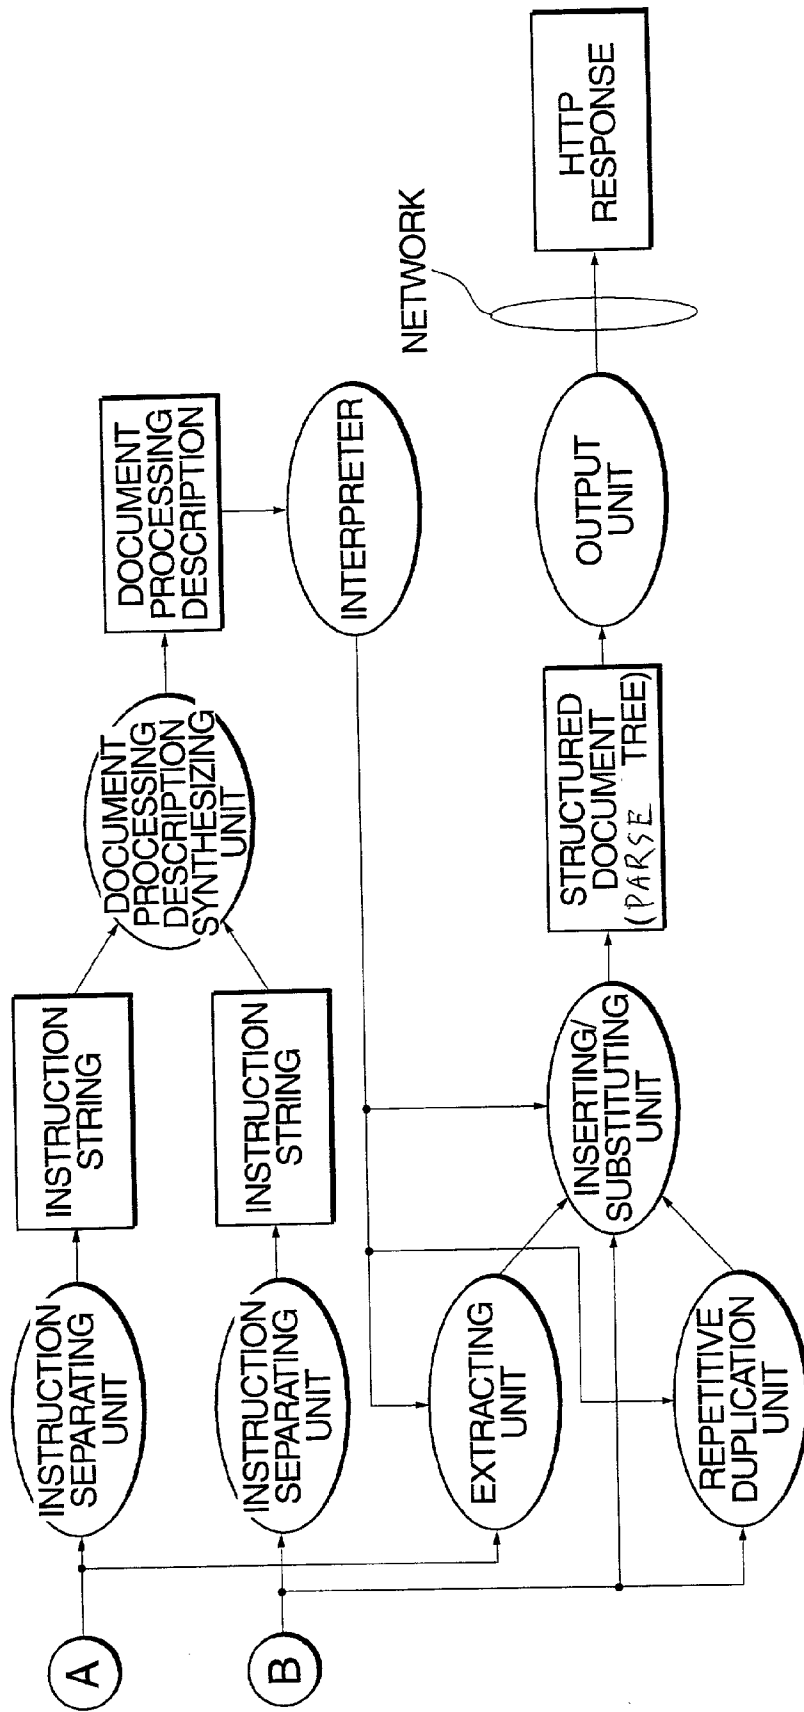 A
INSTRUCTION
SEPARATING
UNIT
INSTRUCTION
STRING
B
INSTRUCTION
SEPARATING
UNIT
INSTRUCTION
STRING
DOCUMENT
PROCESSING
DESCRIPTION
SYNTHESIZING
UNIT
DOCUMENT
PROCESSING
DESCRIPTION
INTERPRETER
EXTRACTING
UNIT
REPETITIVE
DUPLICATION
UNIT
INSERTING/
SUBSTITUTING
UNIT
STRUCTURED
DOCUMENT
(PARSE TREE)
OUTPUT
UNIT
NETWORK
HTTP
RESPONSE